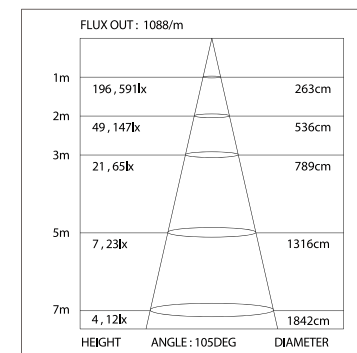 FLUX OUT : 1088/m
1m
196 , 591lx 263cm
2m
49 , 147lx 536cm
3m
21 , 65lx 789cm
5m
7 , 23lx 1316cm
7m
4 , 12lx 1842cm
HEIGHT ANGLE : 105DEG DIAMETER